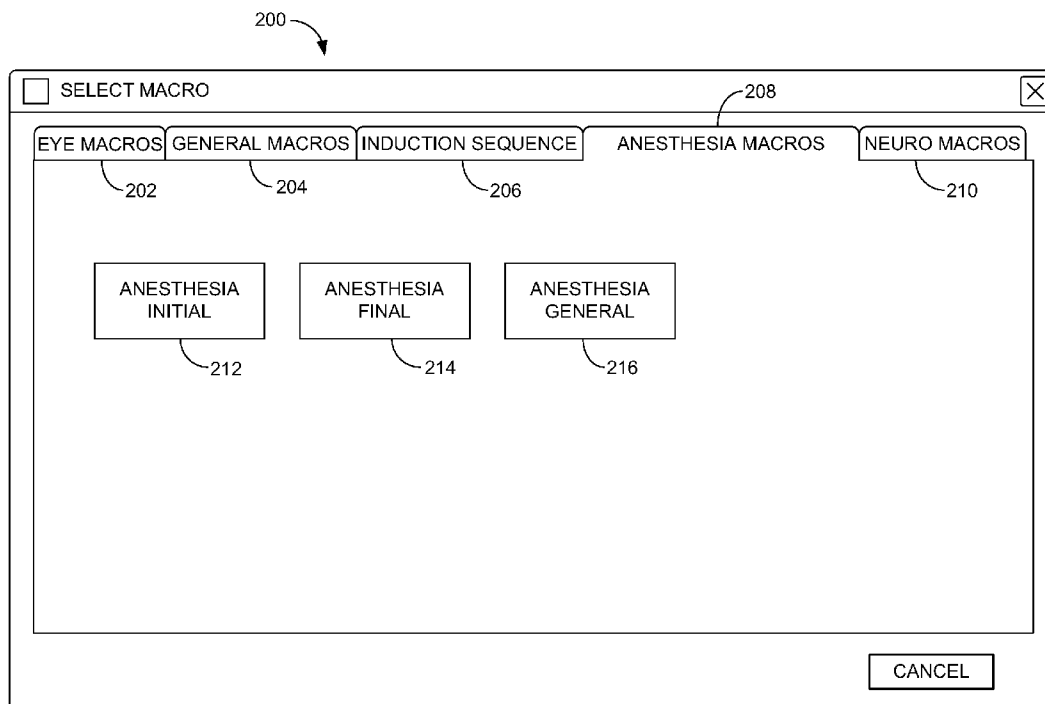 200
SELECT MACRO
208
EYE MACROS GENERAL MACROS INDUCTION SEQUENCE ANESTHESIA MACROS NEURO MACROS
202 204 206 210
ANESTHESIA INITIAL
ANESTHESIA FINAL
ANESTHESIA GENERAL
212 214 216
CANCEL